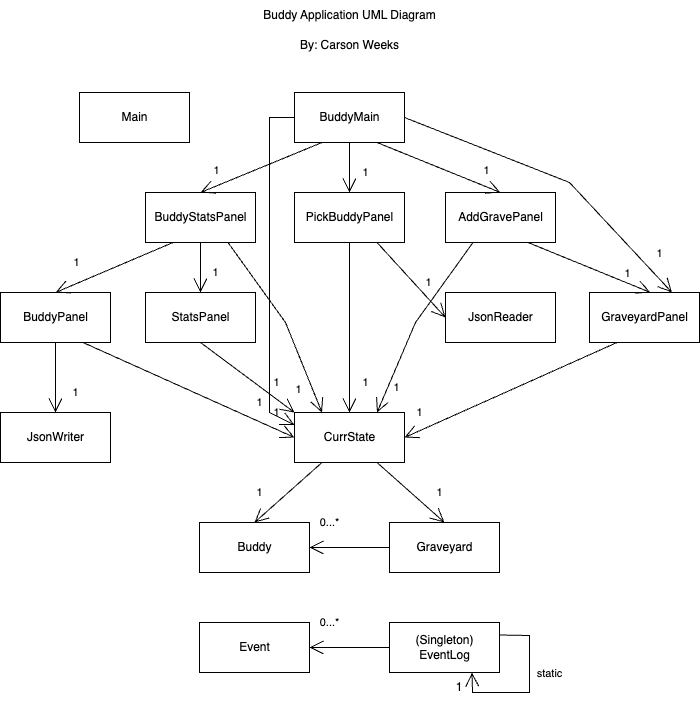 Buddy Application UML Diagram
By: Carson Weeks
Main
BuddyMain
1
1
1
BuddyStatsPanel
PickBuddyPanel
AddGravePanel
1
1
1
1
1
BuddyPanel
StatsPanel
JsonReader
GraveyardPanel
1
1
1
1
1
1
1
1
JsonWriter
CurrState
1
1
0...*
Buddy
Graveyard
0...*
Event
(Singleton)
EventLog
static
1